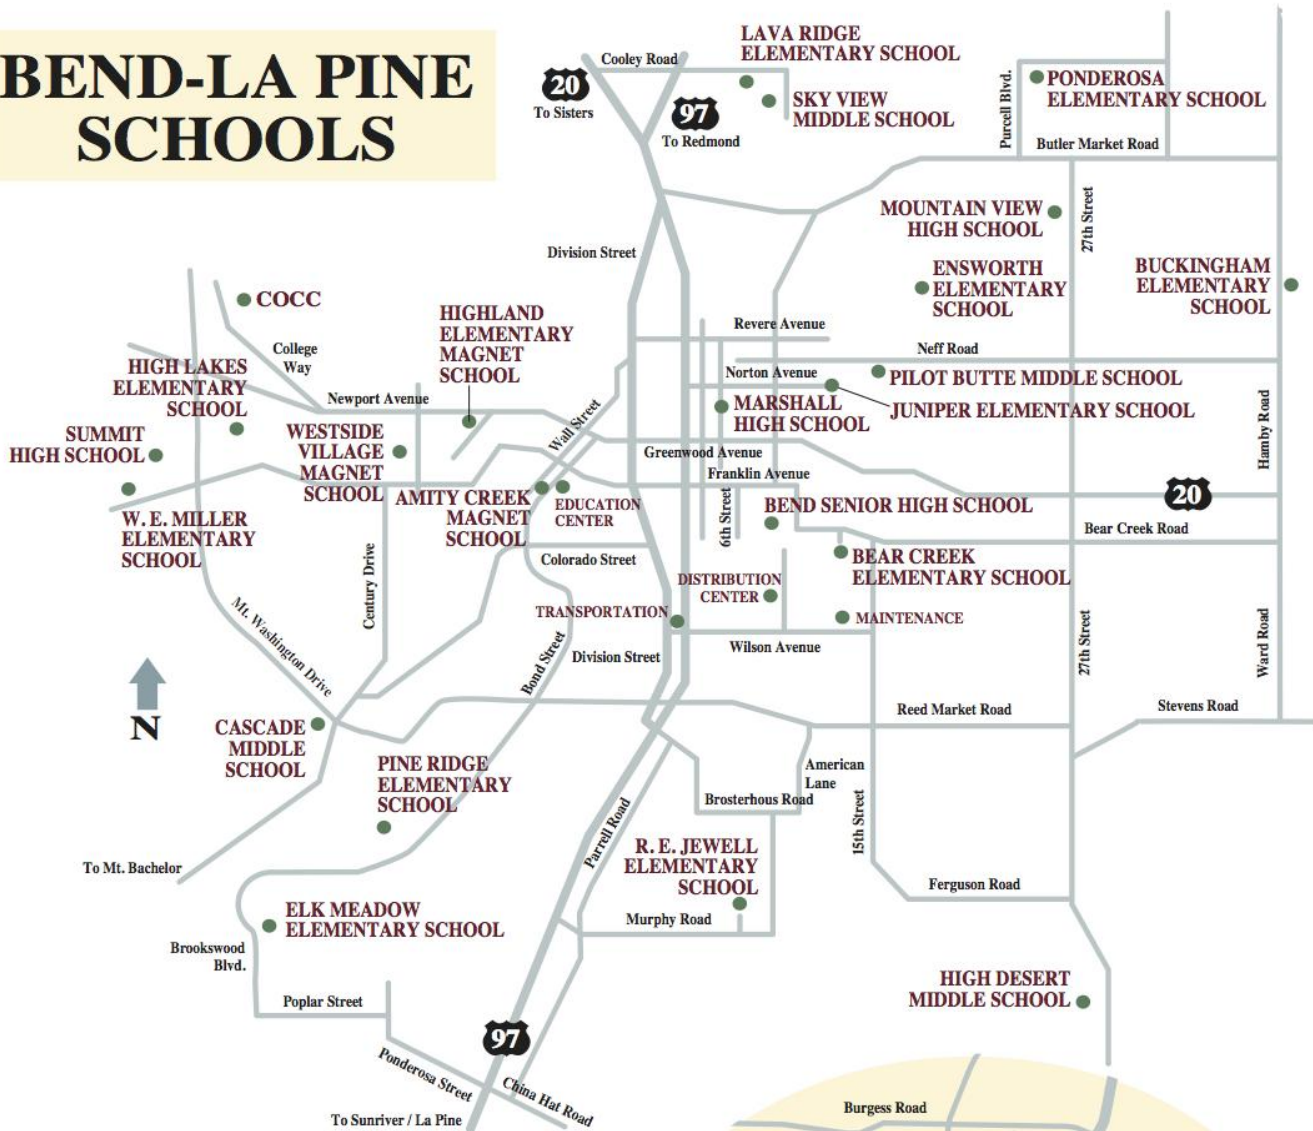 BEND-LA PINE
SCHOOLS
LAVA RIDGE
ELEMENTARY SCHOOL
Cooley Road
20
To Sisters
97
To Redmond
SKY VIEW
MIDDLE SCHOOL
Purcell Blvd.
PONDEROSA
ELEMENTARY SCHOOL
Butler Market Road
MOUNTAIN VIEW
HIGH SCHOOL
27th Street
Division Street
ENSWORTH
ELEMENTARY
SCHOOL
BUCKINGHAM
ELEMENTARY
SCHOOL
COCC
HIGHLAND
ELEMENTARY
MAGNET
SCHOOL
College
Way
Revere Avenue
Neff Road
HIGH LAKES
ELEMENTARY
SCHOOL
Newport Avenue
Norton Avenue
PILOT BUTTE MIDDLE SCHOOL
JUNIPER ELEMENTARY SCHOOL
MARSHALL
HIGH SCHOOL
Hamby Road
Wall Street
SUMMIT
HIGH SCHOOL
WESTSIDE
VILLAGE
MAGNET
SCHOOL
Greenwood Avenue
Franklin Avenue
20
AMITY CREEK
MAGNET
SCHOOL
EDUCATION
CENTER
6th Street
BEND SENIOR HIGH SCHOOL
Bear Creek Road
W. E. MILLER
ELEMENTARY
SCHOOL
Century Drive
Colorado Street
BEAR CREEK
ELEMENTARY SCHOOL
DISTRIBUTION
CENTER
TRANSPORTATION
MAINTENANCE
Mt. Washington Drive
Bond Street
Division Street
Wilson Avenue
27th Street
Ward Road
N
Reed Market Road
Stevens Road
CASCADE
MIDDLE
SCHOOL
PINE RIDGE
ELEMENTARY
SCHOOL
American
Lane
Brosterhous Road
Parrell Road
15th Street
R. E. JEWELL
ELEMENTARY
SCHOOL
To Mt. Bachelor
Ferguson Road
ELK MEADOW
ELEMENTARY SCHOOL
Murphy Road
Brookswood
Blvd.
HIGH DESERT
MIDDLE SCHOOL
Poplar Street
97
Ponderosa Street
China Hat Road
To Sunriver / La Pine
Burgess Road